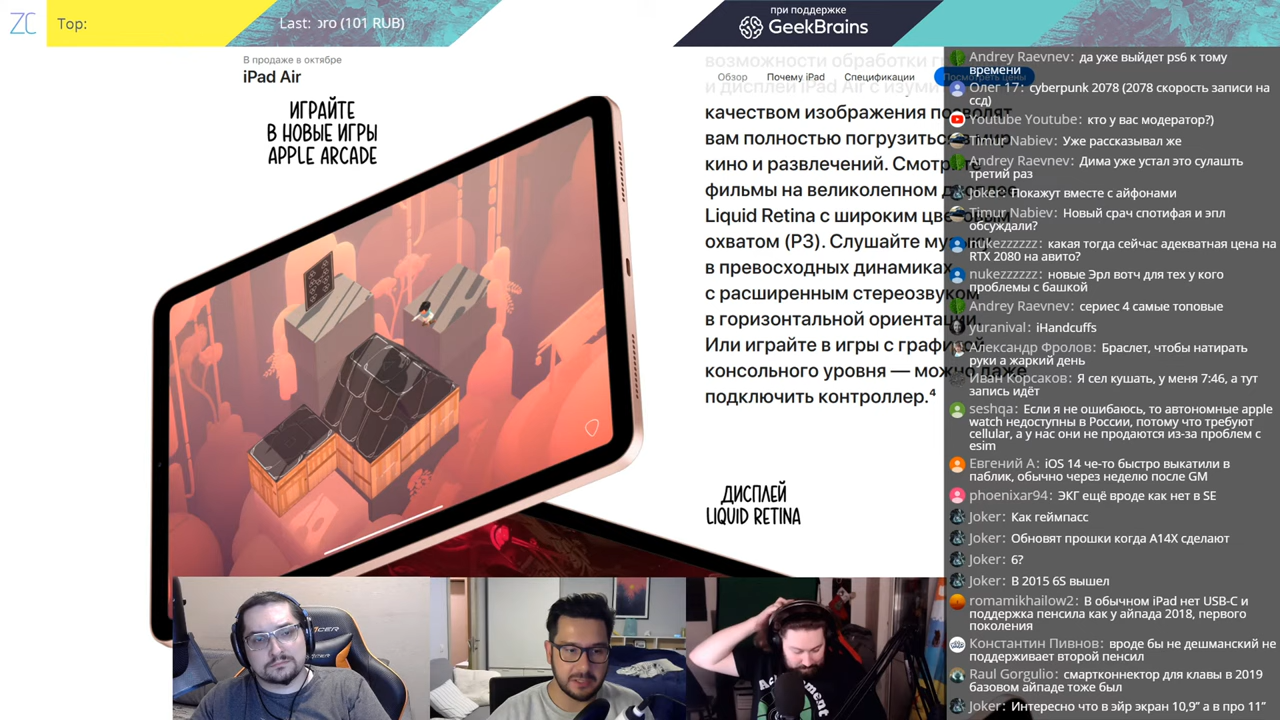 ZC
Top:
Last: pro (101 RUB)
при поддержке
GeekBrains
В продаже в октябре
iPad Air
Обзор
Почему iPad
Спецификации
Посмотреть цены
ИГРАЙТЕ
В НОВЫЕ ИГРЫ
APPLE ARCADE
возможности обработки
и дисплей iPad Air с
качеством изображения позволят
вам полностью погрузиться в мир
кино и развлечений. Смотрите
фильмы на великолепном дисплее
Liquid Retina с широким цветовым
охватом (P3). Слушайте музыку
в превосходных динамиках
с расширенным стереозвуком
в горизонтальной ориентации.
Или играйте в игры с графикой
консольного уровня — можно даже
подключить контроллер.⁴
ДИСПЛЕЙ
LIQUID RETINA
Andrey Raevnev: да уже выйдет ps6 к тому
времени
Олег 17: cyberpunk 2078 (2078 скорость записи на
ссд)
Youtube Youtube: кто у вас модератор?)
Timur Nabiev: Уже рассказывал же
Andrey Raevnev: Дима уже устал это сулашть
третий раз
Joker: Покажут вместе с айфонами
Timur Nabiev: Новый срач спотифая и эпл
обсуждали?
nukezzzzzz: какая тогда сейчас адекватная цена на
RTX 2080 на авито?
nukezzzzzz: новые Эрл вотч для тех у кого
проблемы с башкой
Andrey Raevnev: сериес 4 самые топовые
yuranival: iHandcuffs
Александр Фролов: Браслет, чтобы натирать
руки а жаркий день
Иван Корсаков: Я сел кушать, у меня 7:46, а тут
запись идёт
seshqa: Если я не ошибаюсь, то автономные apple
watch недоступны в России, потому что требуют
cellular, а у нас они не продаются из-за проблем с
esim
Евгений А: iOS 14 че-то быстро выкатили в
паблик, обычно через неделю после GM
phoenixar94: ЭКГ ещё вроде как нет в SE
Joker: Как геймпасс
Joker: Обновят прошки когда A14X сделают
Joker: 6?
Joker: В 2015 6S вышел
romamikhailow2: В обычном iPad нет USB-C и
поддержка пенсила как у айпада 2018, первого
поколения
Константин Пивнов: вроде бы не дешманский не
поддерживает второй пенсил
Raul Gorgulio: смартконнектор для клавы в 2019
базовом айпаде тоже был
Joker: Интересно что в эйр экран 10,9” а в про 11”